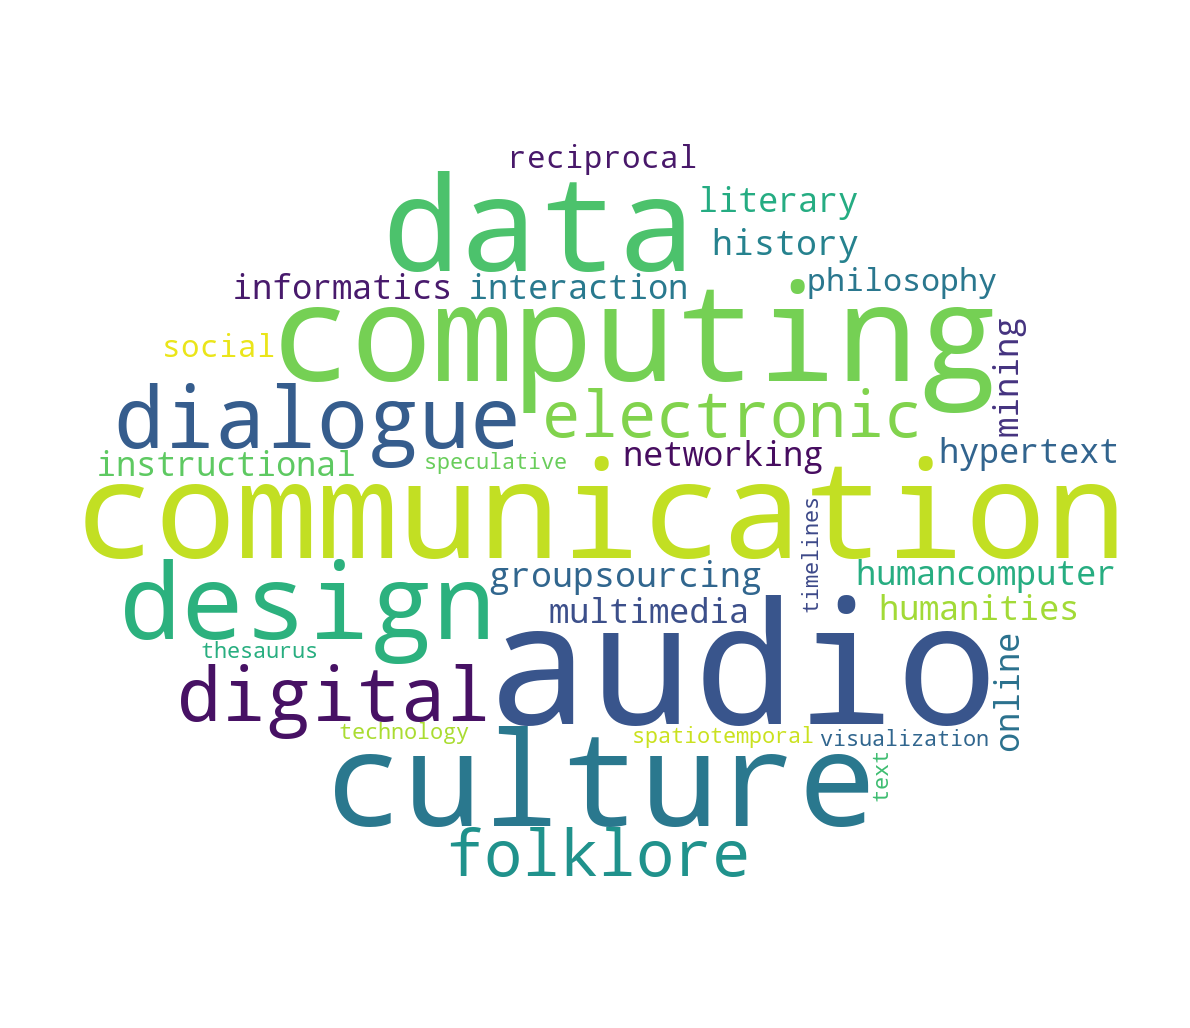 reciprocal
data
literary
history
informatics
interaction
philosophy
computing
social
mining
dialogue
electronic
instructional
speculative
networking
hypertext
communication
timelines
design
groupsourcing
humancomputer
multimedia
humanities
audio
thesaurus
digital
online
technology
spatiotemporal
visualization
culture
text
folklore